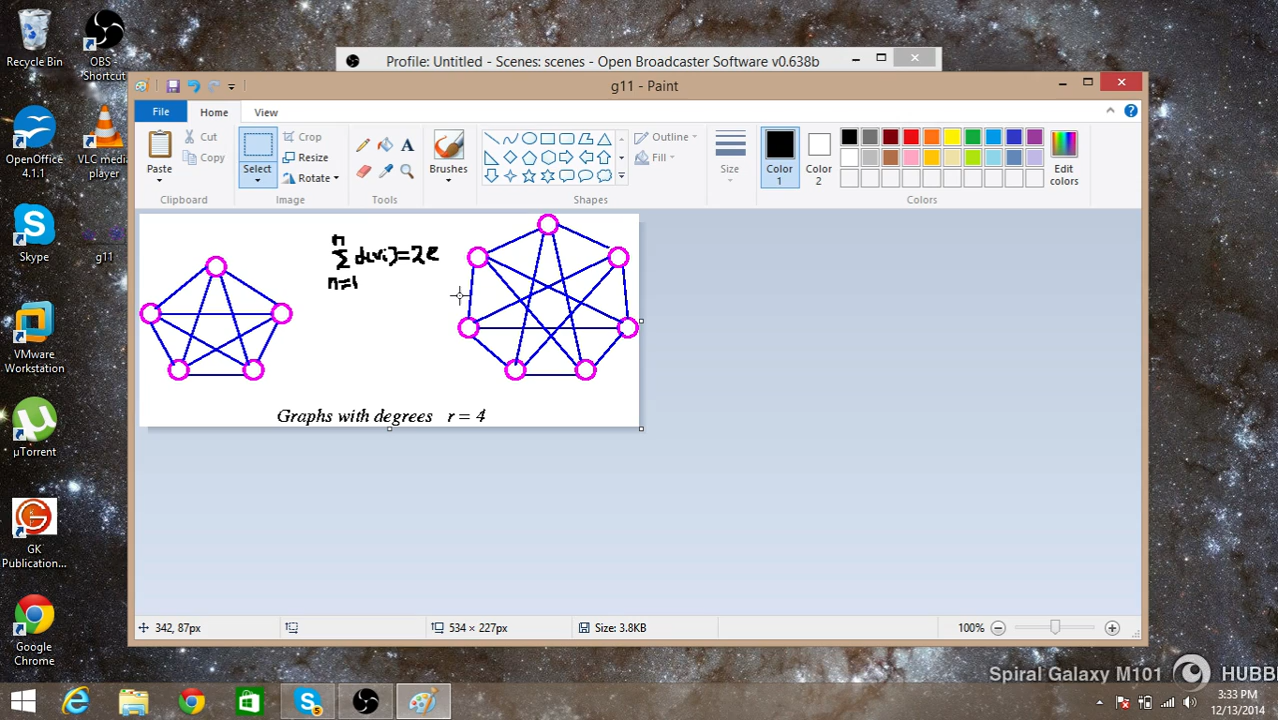 Recycle Bin
OBS -
Shortcut
OpenOffice
4.1.1
VLC media
player
Skype
g11
VMware
Workstation
µTorrent
GK
Publication...
Google
Chrome
Profile: Untitled - Scenes: scenes - Open Broadcaster Software v0.638b
g11 - Paint
File
Home
View
Paste
Cut
Copy
Clipboard
Select
Crop
Resize
Rotate
Image
A
Tools
Brushes
Outline
Fill
Shapes
Size
Color
1
Color
2
Edit
colors
Colors
n
∑ d(vi)=2e
n=1
Graphs with degrees r = 4
342, 87px
534 × 227px
Size: 3.8KB
100%
Spiral Galaxy M101
HUBB
3:33 PM
12/13/2014